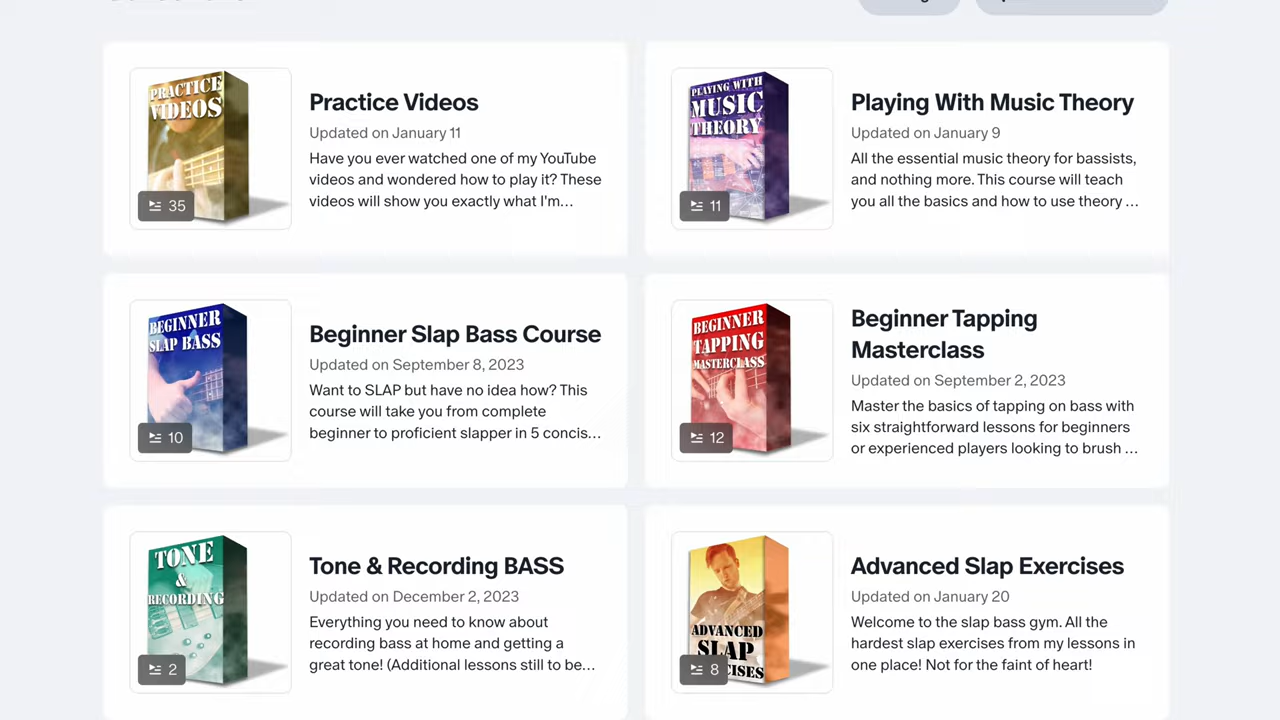 PRACTICE
VIDEOS
35
Practice Videos
Updated on January 11
Have you ever watched one of my YouTube
videos and wondered how to play it? These
videos will show you exactly what I'm...
PLAYING WITH
MUSIC
THEORY
11
Playing With Music Theory
Updated on January 9
All the essential music theory for bassists,
and nothing more. This course will teach
you all the basics and how to use theory ...
BEGINNER
SLAP BASS
10
Beginner Slap Bass Course
Updated on September 8, 2023
Want to SLAP but have no idea how? This
course will take you from complete
beginner to proficient slapper in 5 concis...
BEGINNER
TAPPING
MASTERCLASS
12
Beginner Tapping
Masterclass
Updated on September 2, 2023
Master the basics of tapping on bass with
six straightforward lessons for beginners
or experienced players looking to brush ...
TONE
&
RECORDING
2
Tone & Recording BASS
Updated on December 2, 2023
Everything you need to know about
recording bass at home and getting a
great tone! (Additional lessons still to be...
ADVANCED
SLAP
CISES
8
Advanced Slap Exercises
Updated on January 20
Welcome to the slap bass gym. All the
hardest slap exercises from my lessons in
one place! Not for the faint of heart!